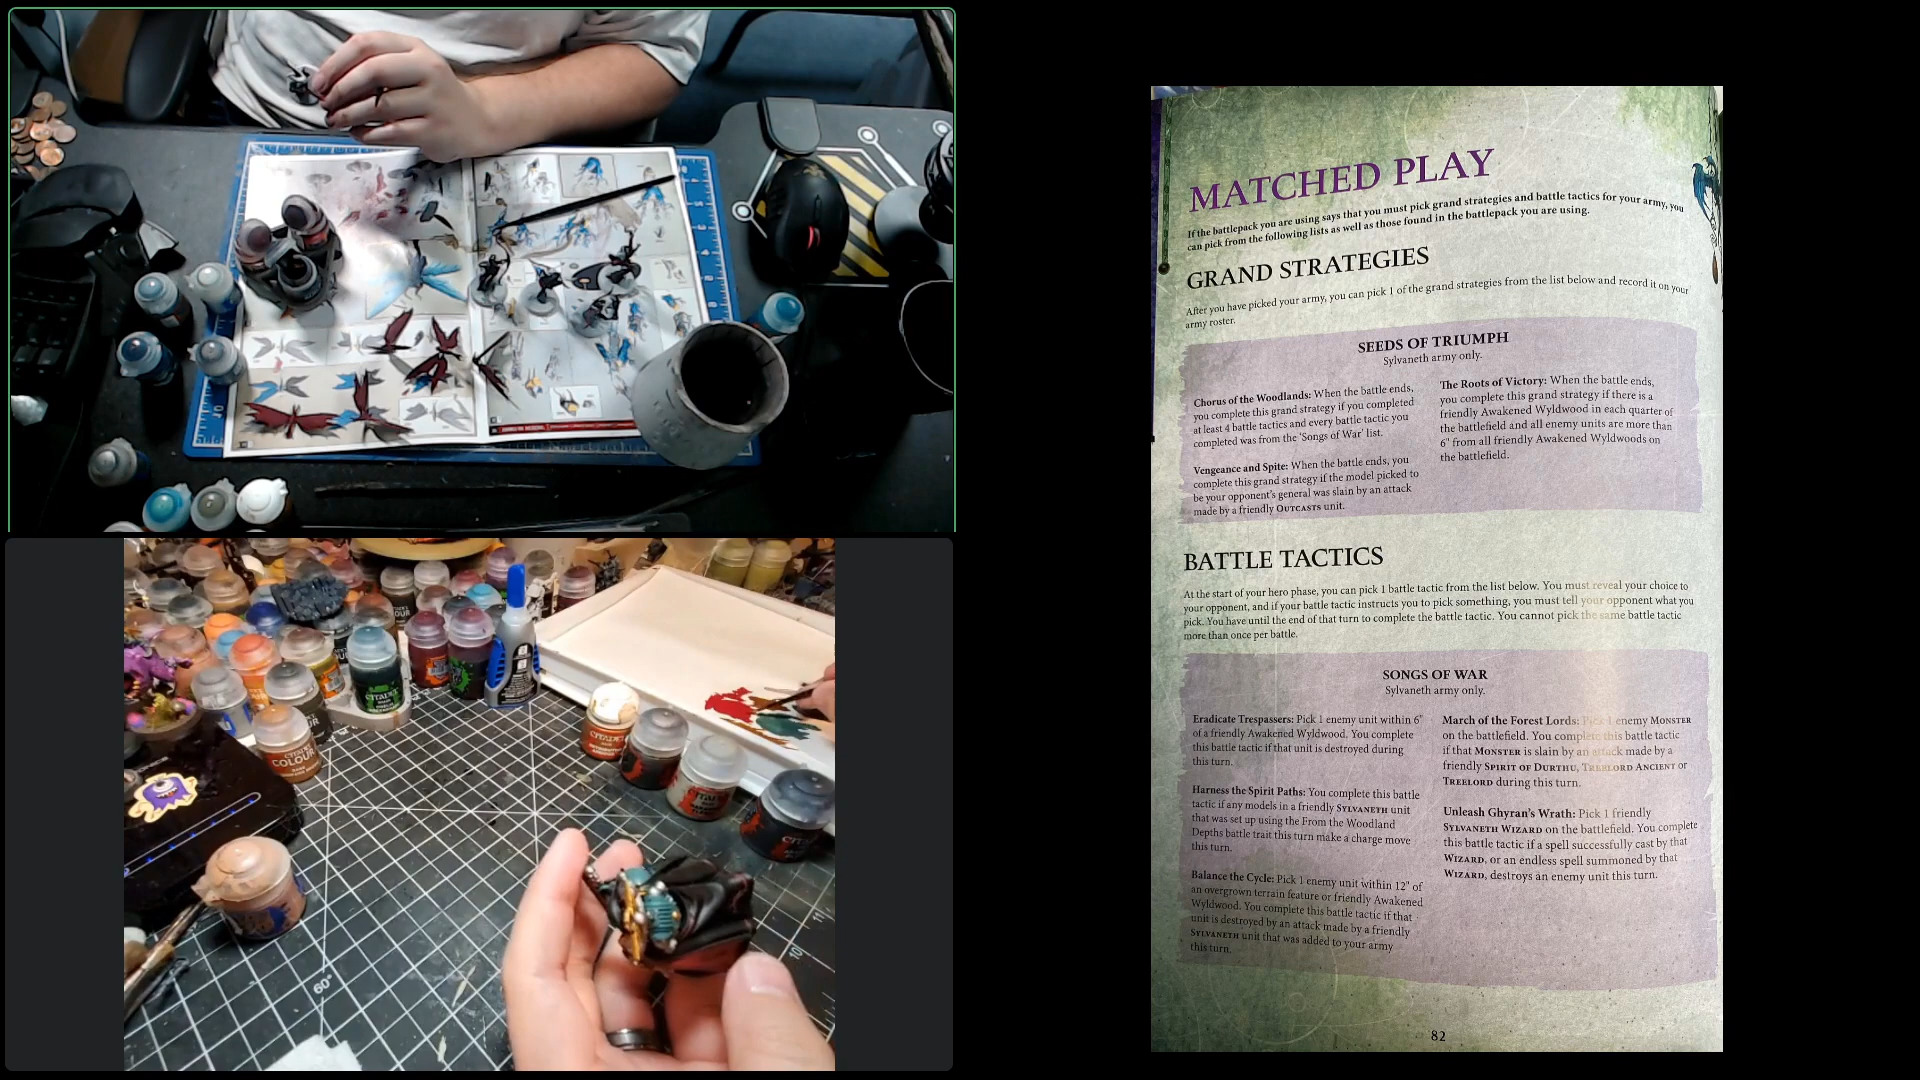 MATCHED PLAY
If the battlepack you are using says that you must pick grand strategies and battle tactics for your army, you
can pick from the following lists as well as those found in the battlepack you are using.
GRAND STRATEGIES
After you have picked your army, you can pick 1 of the grand strategies from the list below and record it on your
army roster.
SEEDS OF TRIUMPH
Sylvaneth army only.
Chorus of the Woodlands: When the battle ends,
you complete this grand strategy if you completed
at least 4 battle tactics and every battle tactic you
completed was from the 'Songs of War' list.
Vengeance and Spite: When the battle ends, you
complete this grand strategy if the model picked to
be your opponent's general was slain by an attack
made by a friendly OUTCASTS unit.
The Roots of Victory: When the battle ends,
you complete this grand strategy if there is a
friendly Awakened Wyldwood in each quarter of
the battlefield and all enemy units are more than
6" from all friendly Awakened Wyldwoods on
the battlefield.
BATTLE TACTICS
At the start of your hero phase, you can pick 1 battle tactic from the list below. You must reveal your choice to
your opponent, and if your battle tactic instructs you to pick something, you must tell your opponent what you
pick. You have until the end of that turn to complete the battle tactic. You cannot pick the same battle tactic
more than once per battle.
SONGS OF WAR
Sylvaneth army only.
Eradicate Trespassers: Pick 1 enemy unit within 6"
of a friendly Awakened Wyldwood. You complete
this battle tactic if that unit is destroyed during
this turn.
Harness the Spirit Paths: You complete this battle
tactic if any models in a friendly SYLVANETH unit
that was set up using the From the Woodland
Depths battle trait this turn make a charge move
this turn.
Balance the Cycle: Pick 1 enemy unit within 12" of
an overgrown terrain feature or friendly Awakened
Wyldwood. You complete this battle tactic if that
unit is destroyed by an attack made by a friendly
SYLVANETH unit that was added to your army
this turn.
March of the Forest Lords: Pick 1 enemy MONSTER
on the battlefield. You complete this battle tactic
if that MONSTER is slain by an attack made by a
friendly SPIRIT OF DURTHU, TREELORD ANCIENT or
TREELORD during this turn.
Unleash Ghyran's Wrath: Pick 1 friendly
SYLVANETH WIZARD on the battlefield. You complete
this battle tactic if a spell successfully cast by that
WIZARD, or an endless spell summoned by that
WIZARD, destroys an enemy unit this turn.
82
CITADEL
COLOUR
60°
10